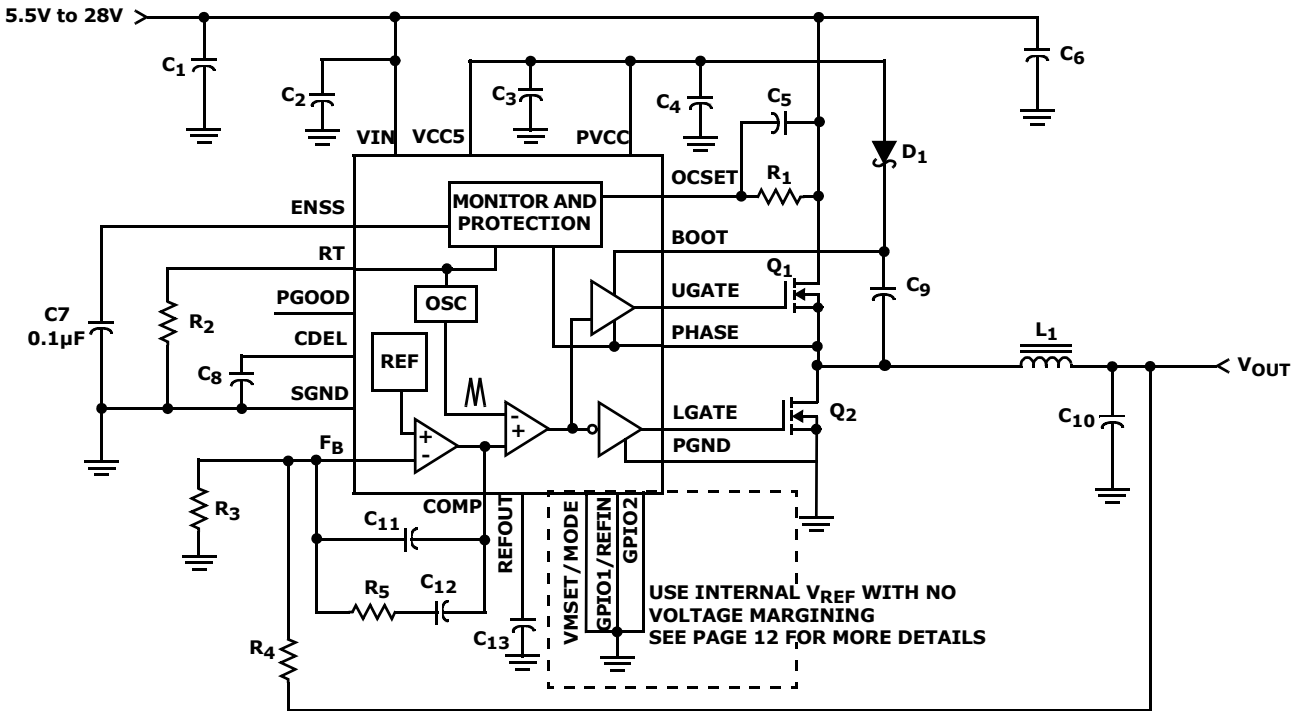 5.5V to 28V
C1
C2
C3
C4
C5
C6
VIN
VCC5
PVCC
D1
OCSET
R1
MONITOR AND
PROTECTION
ENSS
BOOT
RT
Q1
UGATE
C9
PGOOD
OSC
C7
0.1µF
R2
CDEL
PHASE
L1
REF
VOUT
C8
SGND
LGATE
Q2
C10
- +
+ -
FB
PGND
COMP
R3
C11
REFOUT
VMSET/MODE
GPIO1/REFIN
GPIO2
R5
C12
USE INTERNAL VREF WITH NO
VOLTAGE MARGINING
SEE PAGE 12 FOR MORE DETAILS
C13
R4